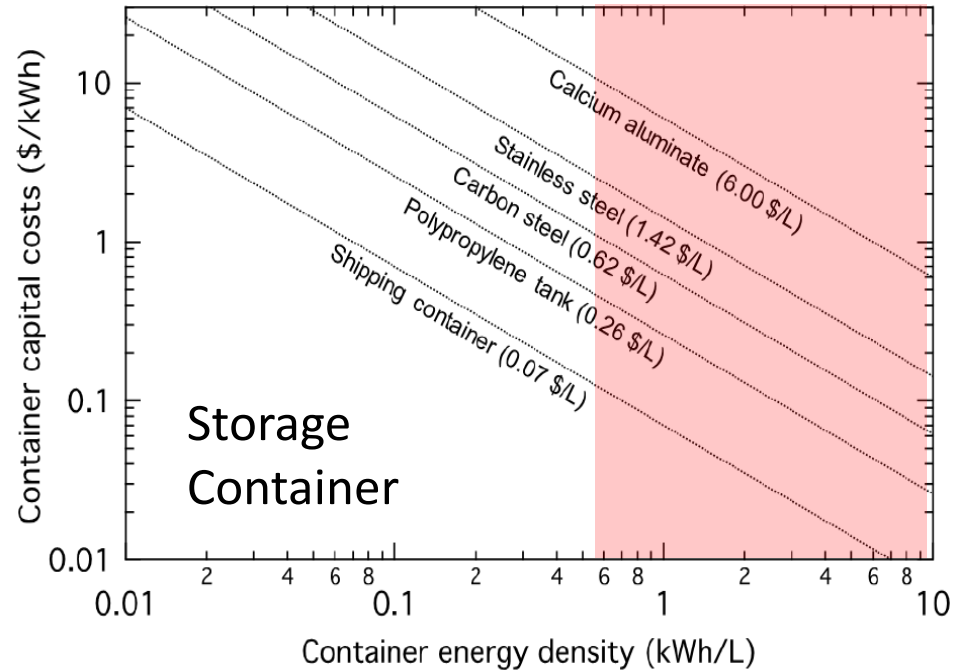 Container capital costs ($/kWh)
10
1
0.1
0.01
Calcium aluminate (6.00 $/L)
Stainless steel (1.42 $/L)
Carbon steel (0.62 $/L)
Polypropylene tank (0.26 $/L)
Shipping container (0.07 $/L)
Storage
Container
2 4 6 8 2 4 6 8 2 4 6 8
0.01 0.1 1 10
Container energy density (kWh/L)